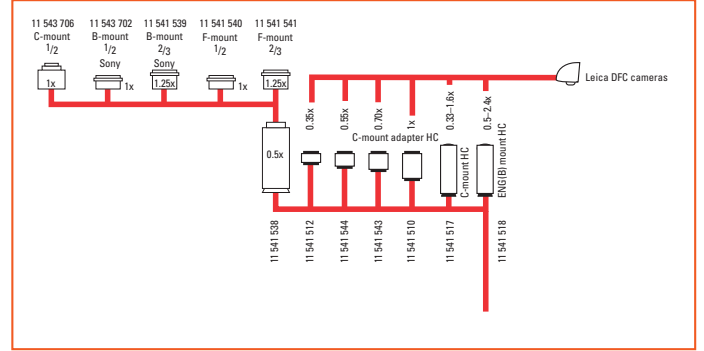 11 543 706 11 543 702 11 541 539 11 541 540 11 541 541
C-mount B-mount B-mount F-mount F-mount
1/2 1/2 2/3 1/2 2/3
Sony Sony
1x 1x 1.25x 1x 1.25x
Leica DFC cameras
0.35x 0.55x 0.70x 1x 0.33–1.6x 0.5–2.4x
C-mount adapter HC
0.5x
C-mount HC
ENG(B) mount HC
11 541 538 11 541 512 11 541 544 11 541 543 11 541 510 11 541 517 11 541 518